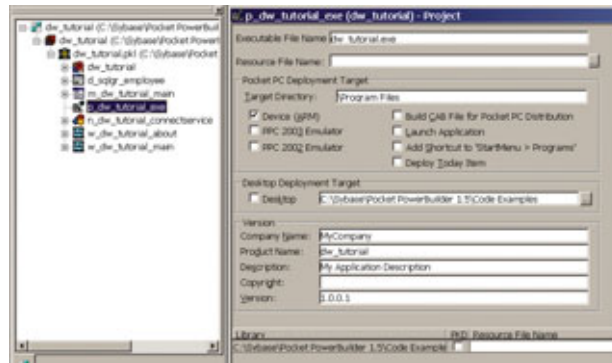 dw_tutorial (C:\Sybase\Pocket PowerBuil
dw_tutorial (C:\Sybase\Pocket Powerl
dw_tutorial.pkl (C:\Sybase\Pocket
dw_tutorial
d_sqlgr_employee
m_dw_tutorial_main
p_dw_tutorial_exe
n_dw_tutorial_connectservice
w_dw_tutorial_about
w_dw_tutorial_main
p_dw_tutorial_exe (dw_tutorial) - Project
Executable File Name: dw_tutorial.exe
Resource File Name:
Pocket PC Deployment Target
Target Directory: \Program Files
Device (ARM)
Build CAB File for Pocket PC Distribution
PPC 2003 Emulator
Launch Application
PPC 2002 Emulator
Add Shortcut to 'StartMenu > Programs'
Deploy Today Item
Desktop Deployment Target
Desktop C:\Sybase\Pocket PowerBuilder 1.5\Code Examples
Version
Company Name: MyCompany
Product Name: dw_tutorial
Description: My Application Description
Copyright:
Version: 1.0.0.1
Library PKD Resource File Name
C:\Sybase\Pocket PowerBuilder 1.5\Code Example